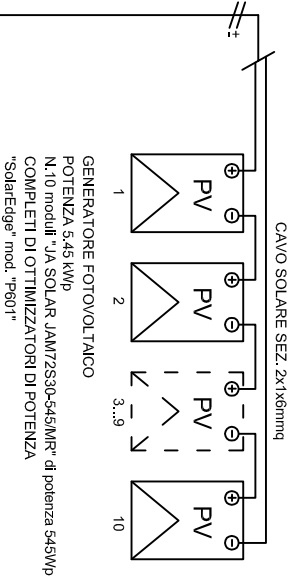 CAVO SOLARE SEZ. 2x1x6mmq
- +
+ PV -
+ PV -
+ PV -
+ PV -
1
2
3...9
10
GENERATORE FOTOVOLTAICO
POTENZA 5.45 kWp
N.10 moduli "JA SOLAR JAM72S30-545/MR" di potenza 545Wp
COMPLETI DI OTTIMIZZATORI DI POTENZA
"SolarEdge" mod. "P601"